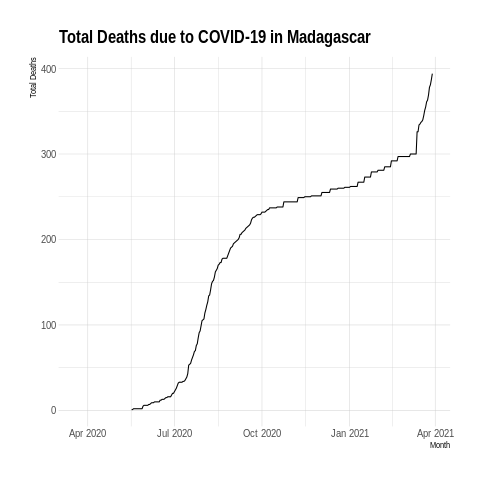 Total Deaths due to COVID-19 in Madagascar
Total Deaths
400
300
200
100
0
Apr 2020 Jul 2020 Oct 2020 Jan 2021 Apr 2021
Month